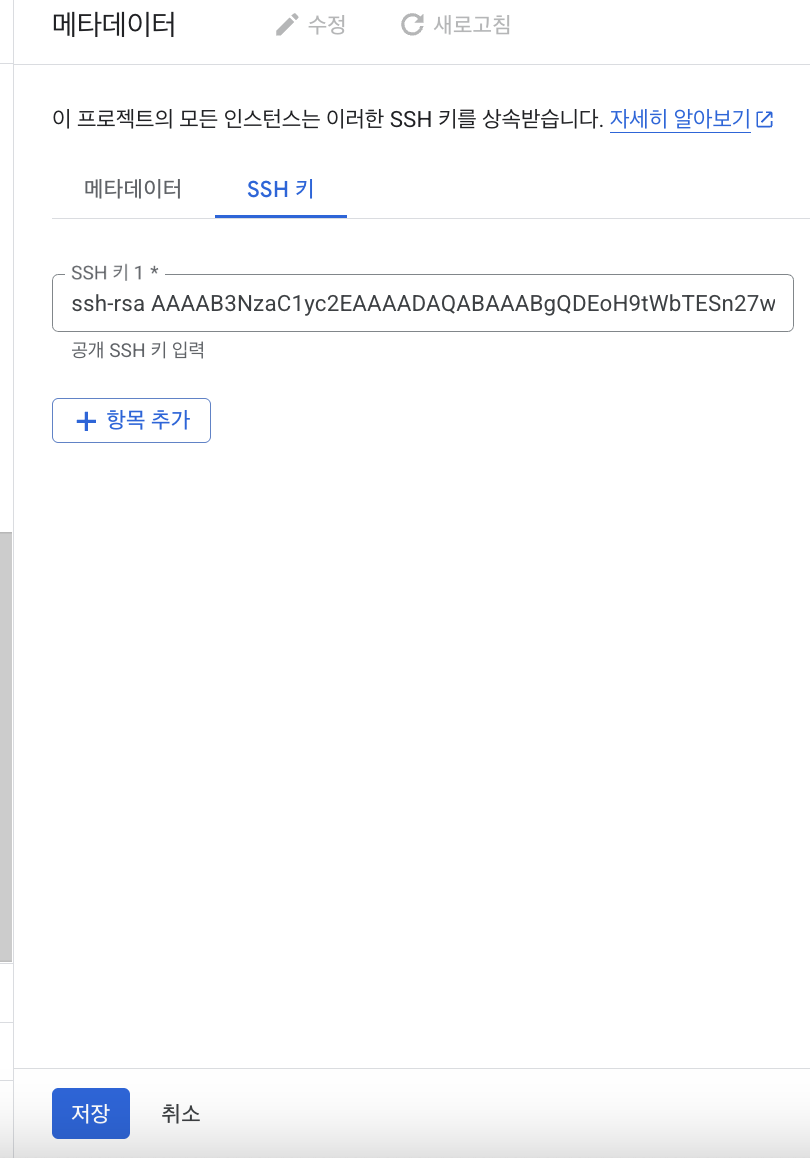 메타데이터 수정 새로고침
이 프로젝트의 모든 인스턴스는 이러한 SSH 키를 상속받습니다. 자세히 알아보기
메타데이터 SSH 키
SSH 키 1 *
ssh-rsa AAAAB3NzaC1yc2EAAAADAQABAAABgQDEoH9tWbTESn27w
공개 SSH 키 입력
+ 항목 추가
저장 취소